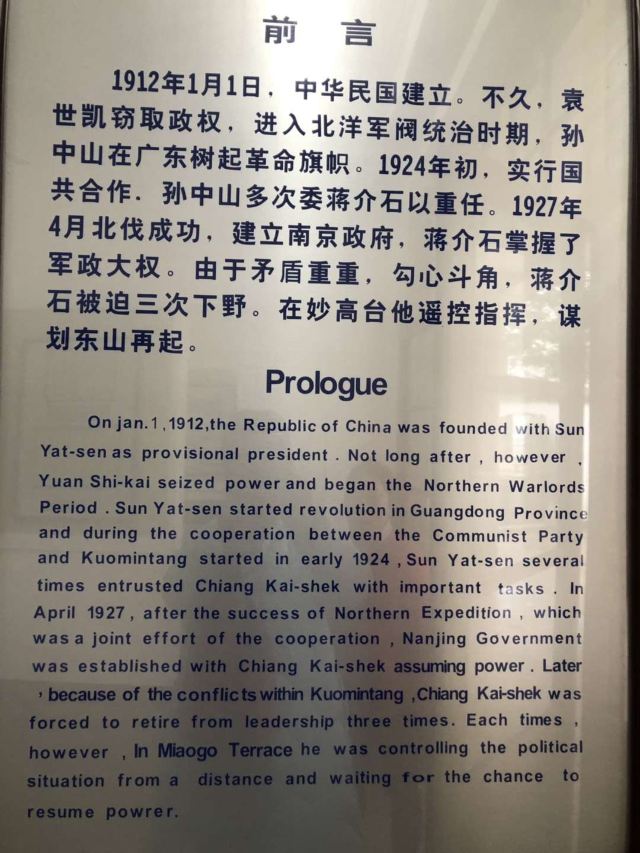 前 言
1912年1月1日，中华民国建立。不久，袁
世凯窃取政权，进入北洋军阀统治时期，孙
中山在广东树起革命旗帜。1924年初，实行国
共合作．孙中山多次委蒋介石以重任。1927年
4月北伐成功，建立南京政府，蒋介石掌握了
军政大权。由于矛盾重重，勾心斗角，蒋介
石被迫三次下野。在妙高台他遥控指挥，谋
划东山再起。
Prologue
On jan.1,1912,the Republic of China was founded with Sun
Yat-sen as provisional president . Not long after , however ,
Yuan Shi-kai seized power and began the Northern Warlords
Period . Sun Yat-sen started revolution in Guangdong Province
and during the cooperation between the Communist Party
and Kuomintang started in early 1924 , Sun Yat-sen several
times entrusted Chiang Kai-shek with important tasks . In
April 1927 , after the success of Northern Expedition , which
was a joint effort of the cooperation , Nanjing Government
was established with Chiang Kai-shek assuming power . Later
, because of the conflicts within Kuomintang ,Chiang Kai-shek was
forced to retire from leadership three times. Each times ,
however , In Miaogo Terrace he was controlling the political
situation from a distance and waiting for the chance to
resume powrer.